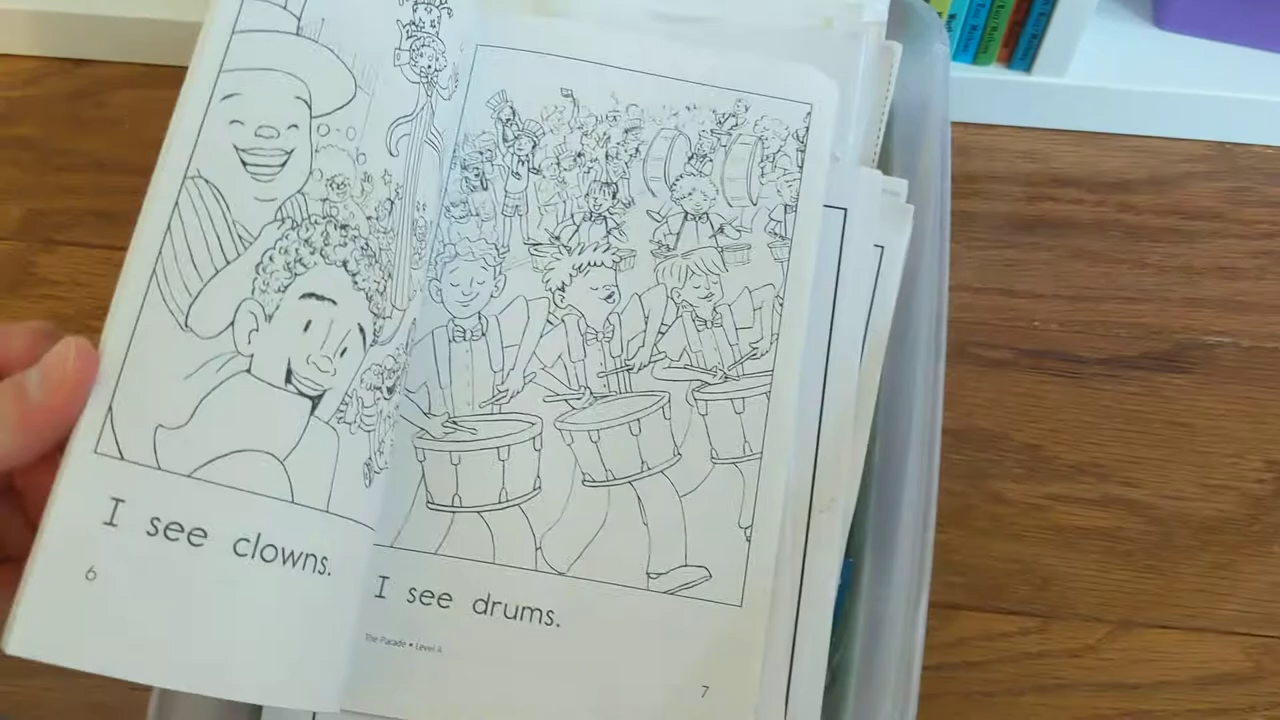 I see clowns.
6
I see drums.
The Parade • Level A
7